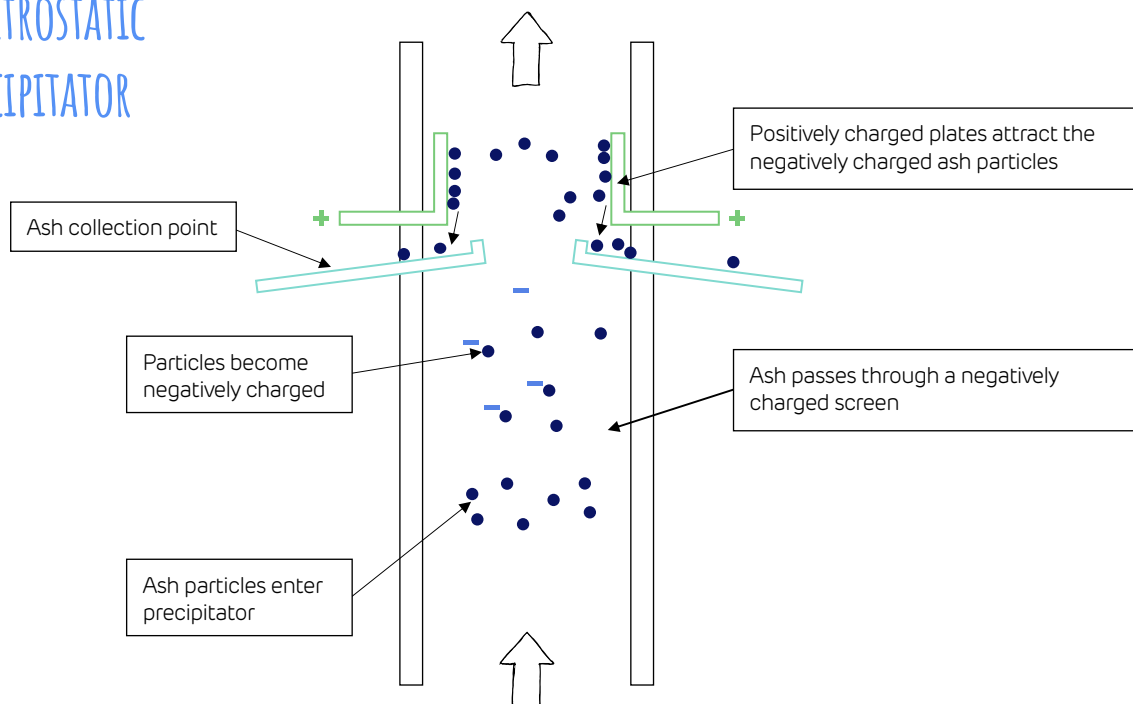 TROSTATIC
IPITATOR
Positively charged plates attract the
negatively charged ash particles
Ash collection point
+
+
Particles become
negatively charged
Ash passes through a negatively
charged screen
Ash particles enter
precipitator